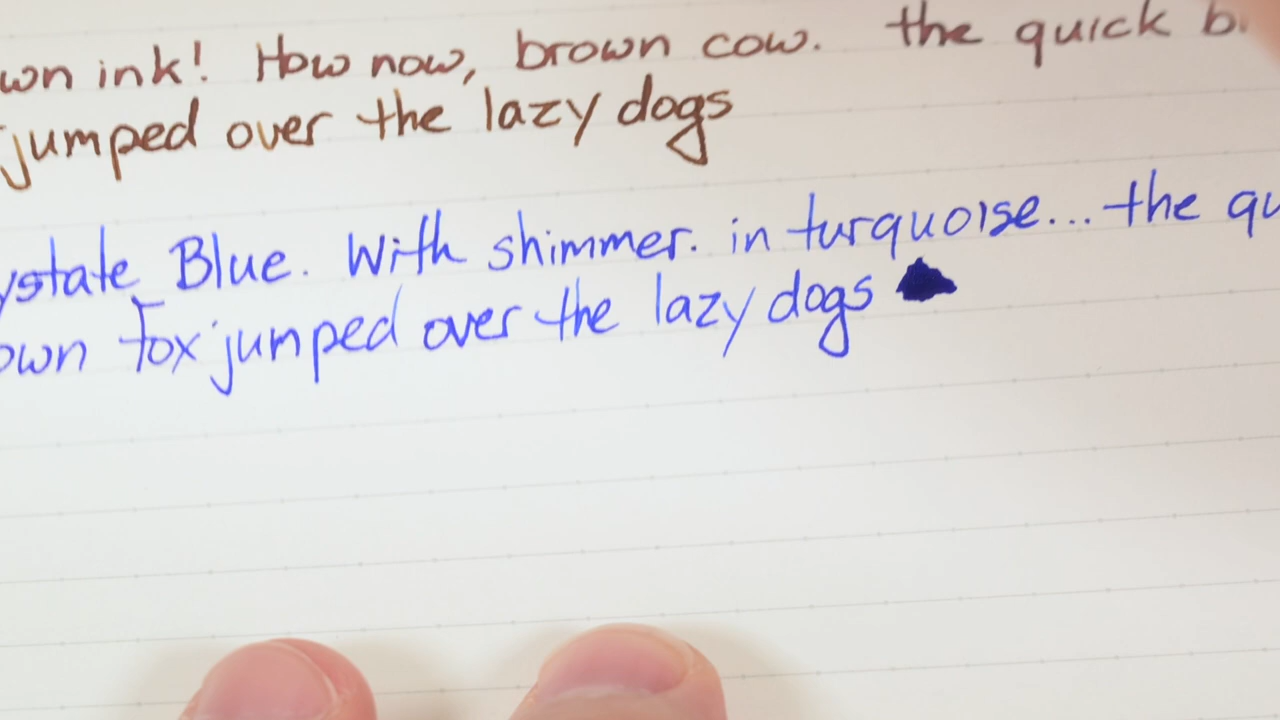 wn ink! How now, brown cow. the quick b
jumped over the lazy dogs
ystate Blue. With shimmer. in turquoise... the qu
own fox jumped over the lazy dogs